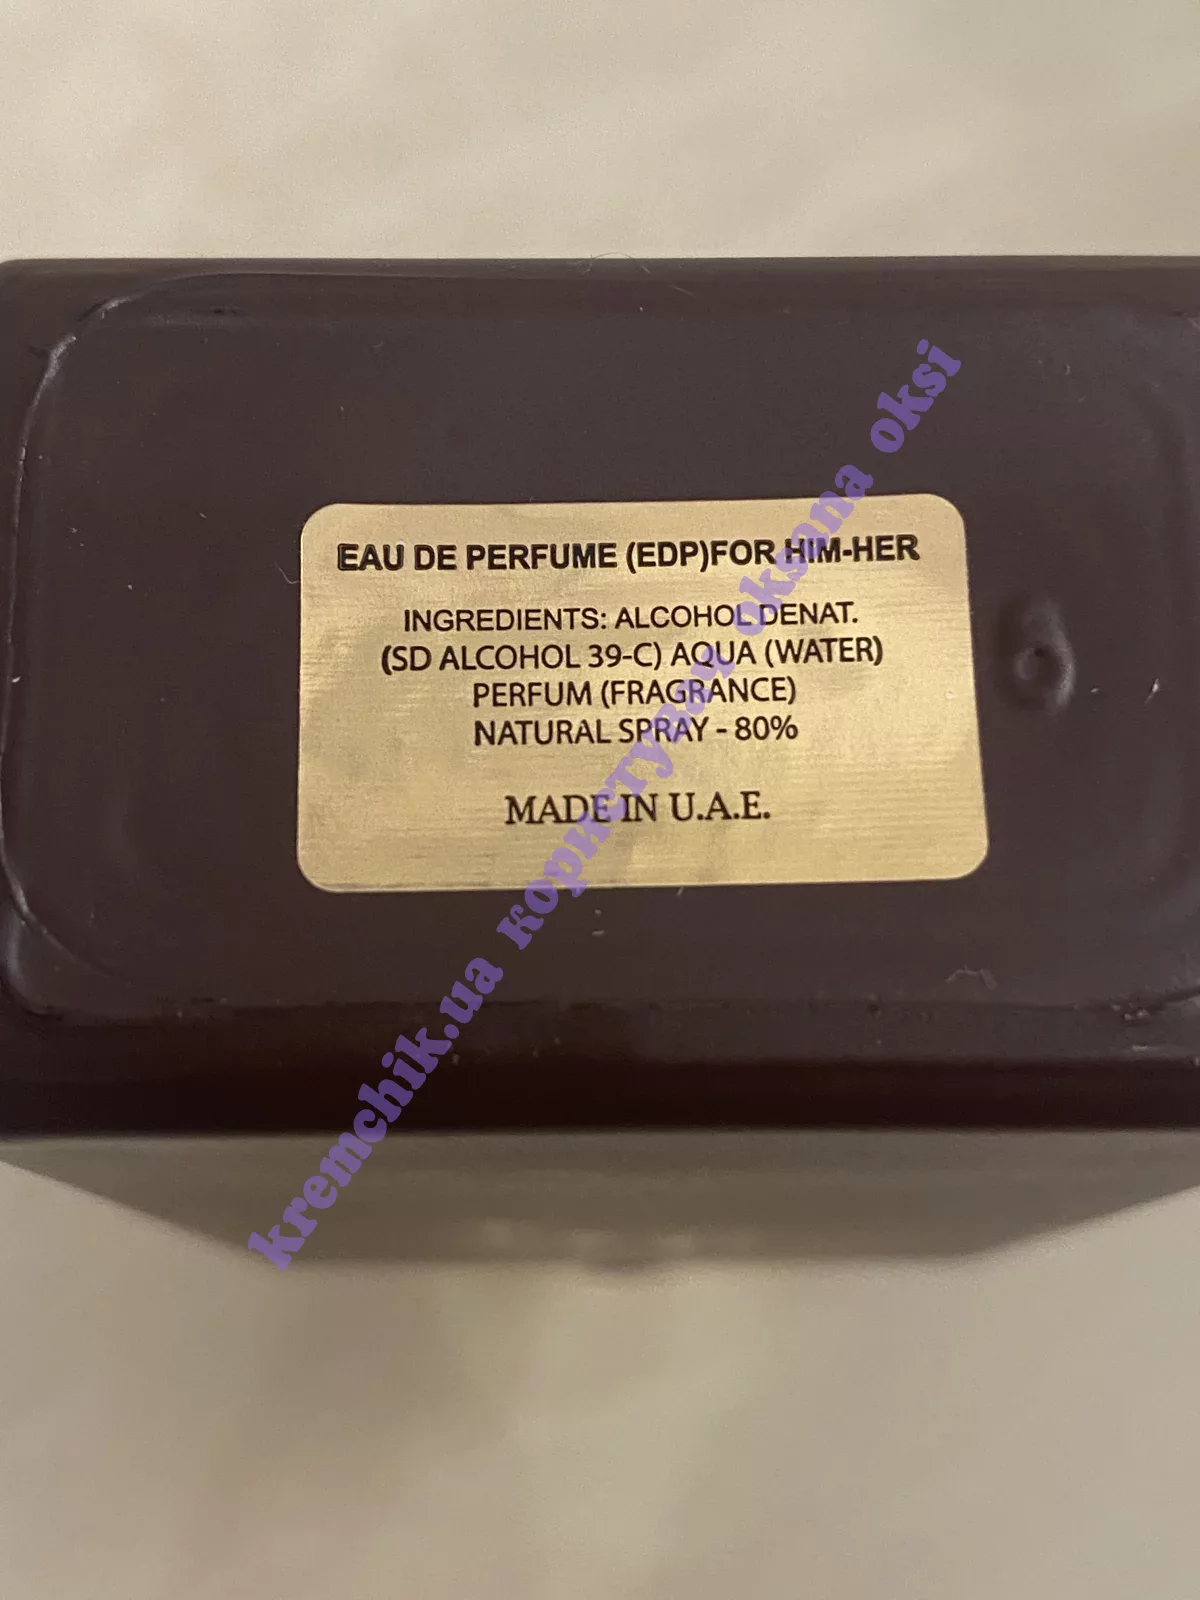 EAU DE PERFUME (EDP)FOR HIM-HER
INGREDIENTS: ALCOHOL DENAT.
(SD ALCOHOL 39-C) AQUA (WATER)
PERFUM (FRAGRANCE)
NATURAL SPRAY - 80%
MADE IN U.A.E.
kremchik.ua користувач oksana oksi